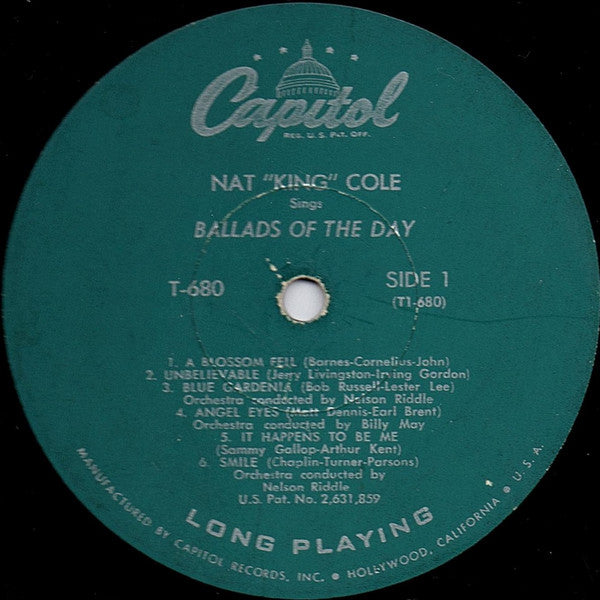 Capitol
REG. U.S. PAT. OFF.
NAT "KING" COLE
Sings
BALLADS OF THE DAY
T-680
SIDE 1
(T1-680)
1. A BLOSSOM FELL (Barnes-Cornelius-John)
2. UNBELIEVABLE (Jerry Livingston-Irving Gordon)
3. BLUE GARDENIA (Bob Russell-Lester Lee)
Orchestra conducted by Nelson Riddle
4. ANGEL EYES (Matt Dennis-Earl Brent)
Orchestra conducted by Billy May
5. IT HAPPENS TO BE ME
(Sammy Gallop-Arthur Kent)
6. SMILE (Chaplin-Turner-Parsons)
Orchestra conducted by
Nelson Riddle
U.S. Pat. No. 2,631,859
LONG PLAYING
MANUFACTURED BY CAPITOL RECORDS, INC. • HOLLYWOOD, CALIFORNIA • U.S.A.